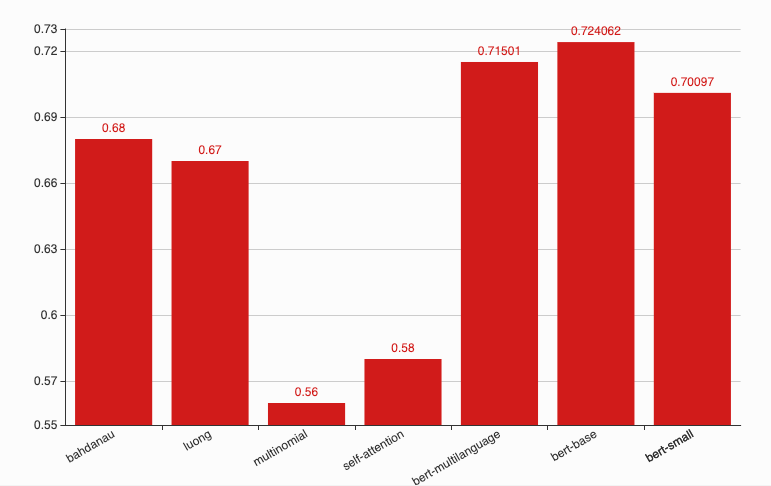 0.73
0.72
0.69
0.66
0.63
0.6
0.57
0.55
0.68
0.67
0.56
0.58
0.71501
0.724062
0.70097
bahdanau
luong
multinomial
self-attention
bert-multilanguage
bert-base
bert-small